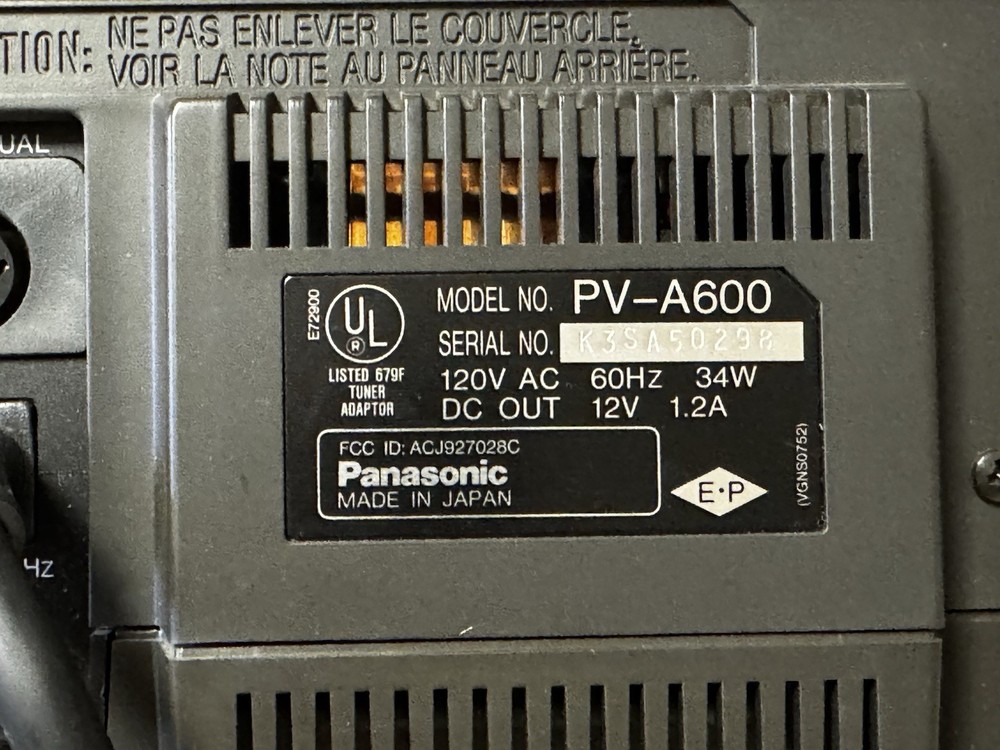 TION: NE PAS ENLEVER LE COUVERCLE.
VOIR LA NOTE AU PANNEAU ARRIÈRE.
UAL
E72900
UL
®
LISTED 679F
TUNER
ADAPTOR
MODEL NO. PV-A600
SERIAL NO. K3SA50298
120V AC 60Hz 34W
DC OUT 12V 1.2A
FCC ID: ACJ927028C
Panasonic
MADE IN JAPAN
E·P
(VGNS0752)
Hz